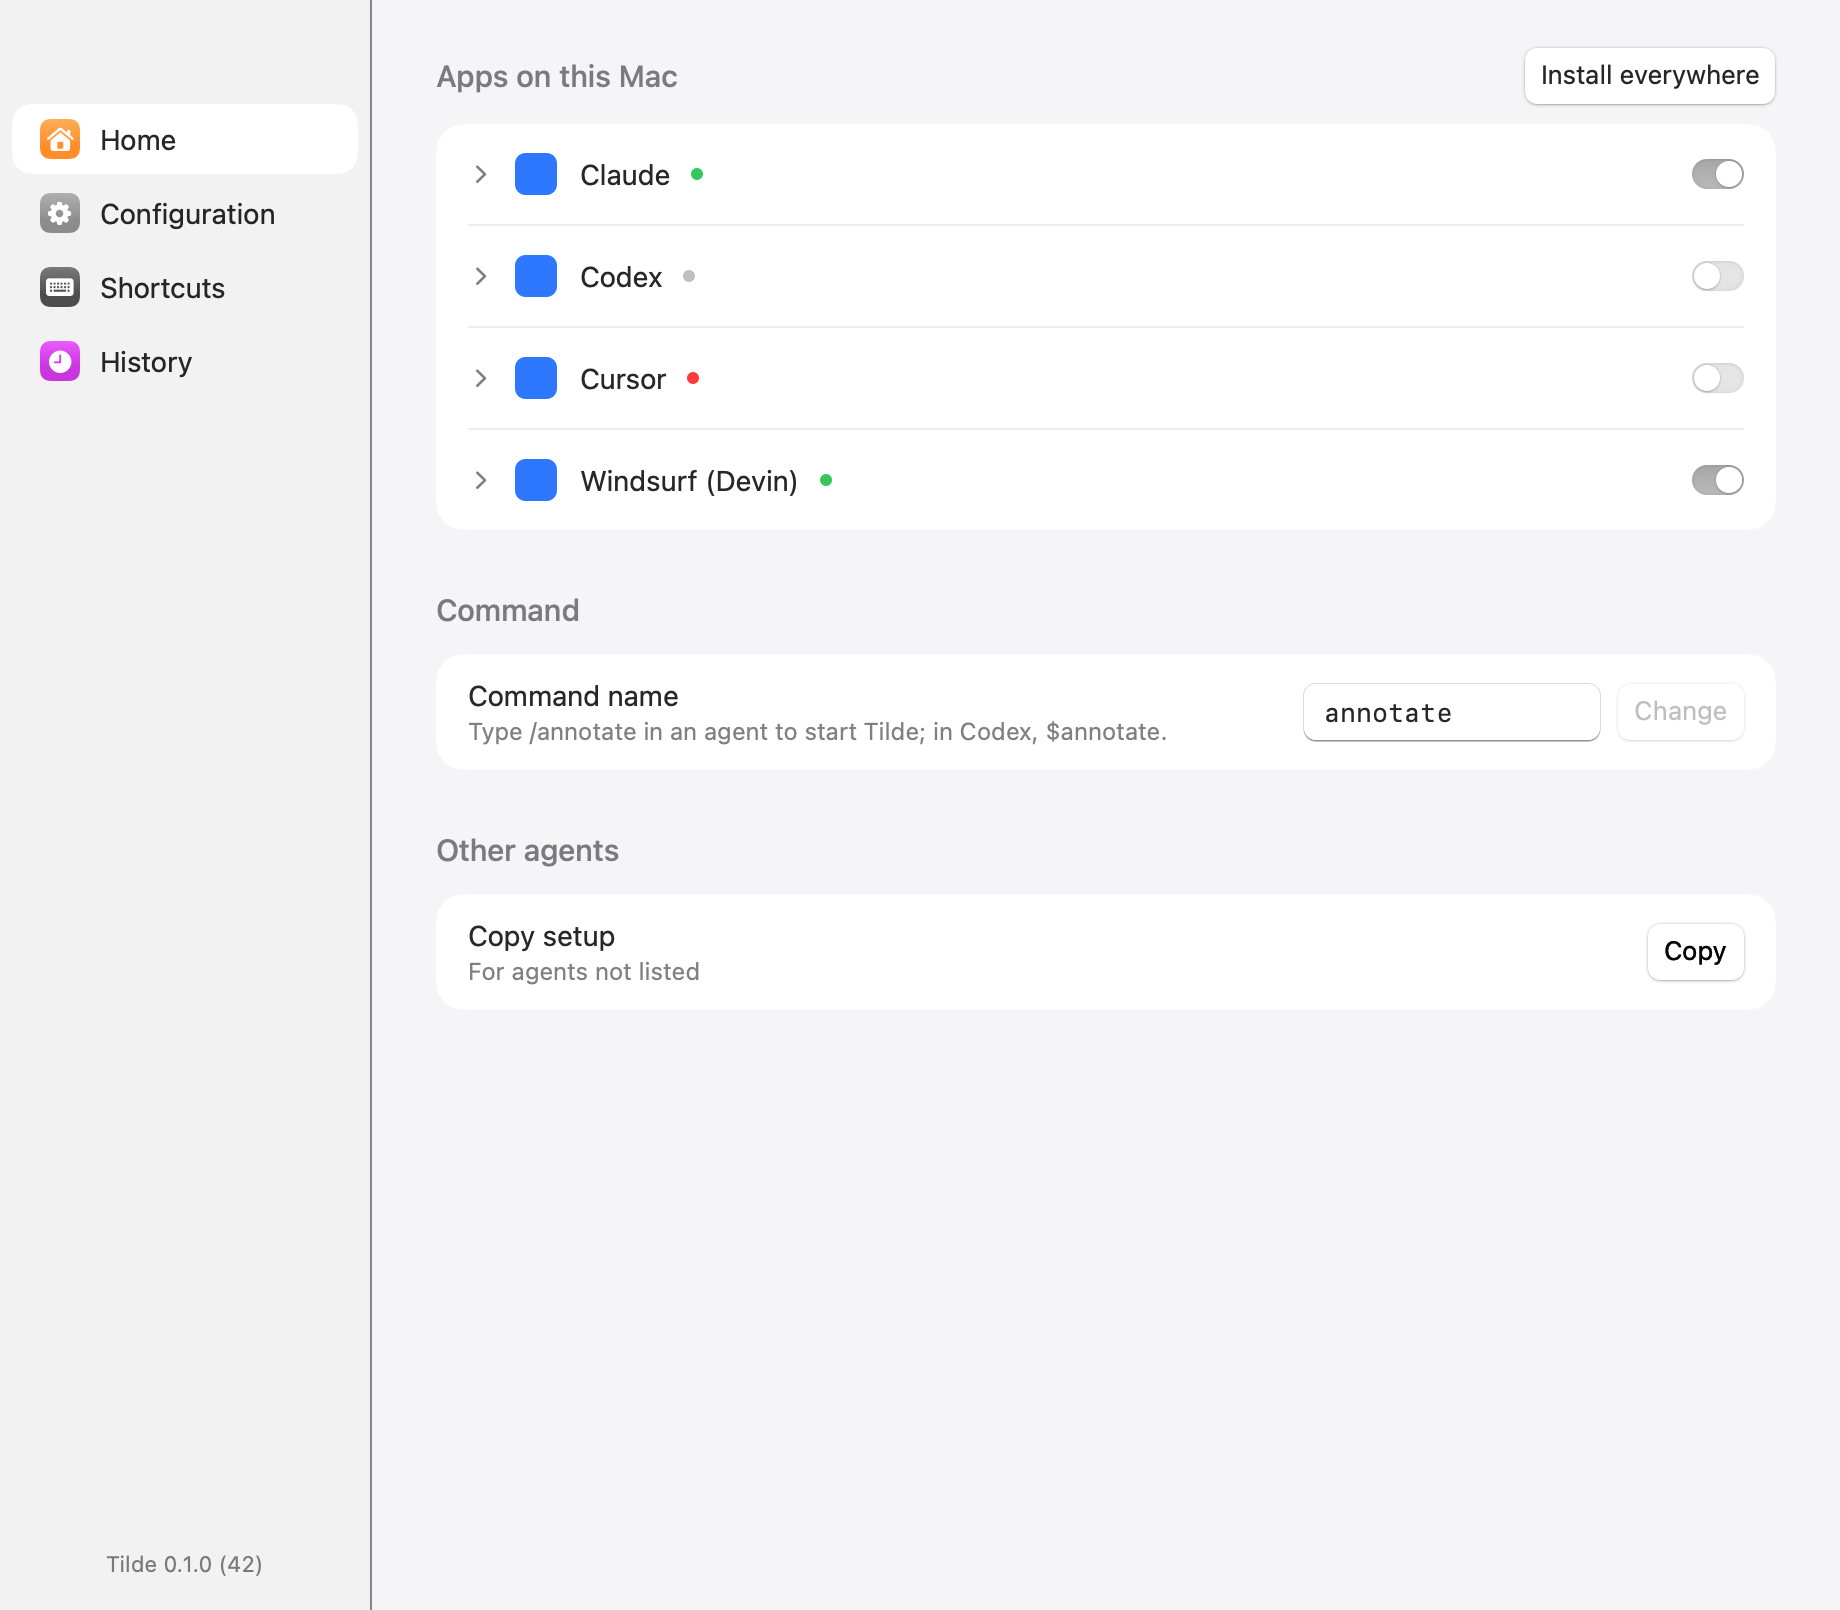 Home
Configuration
Shortcuts
History
Tilde 0.1.0 (42)
Apps on this Mac
Install everywhere
Claude
Codex
Cursor
Windsurf (Devin)
Command
Command name
Type /annotate in an agent to start Tilde; in Codex, $annotate.
annotate
Change
Other agents
Copy setup
For agents not listed
Copy